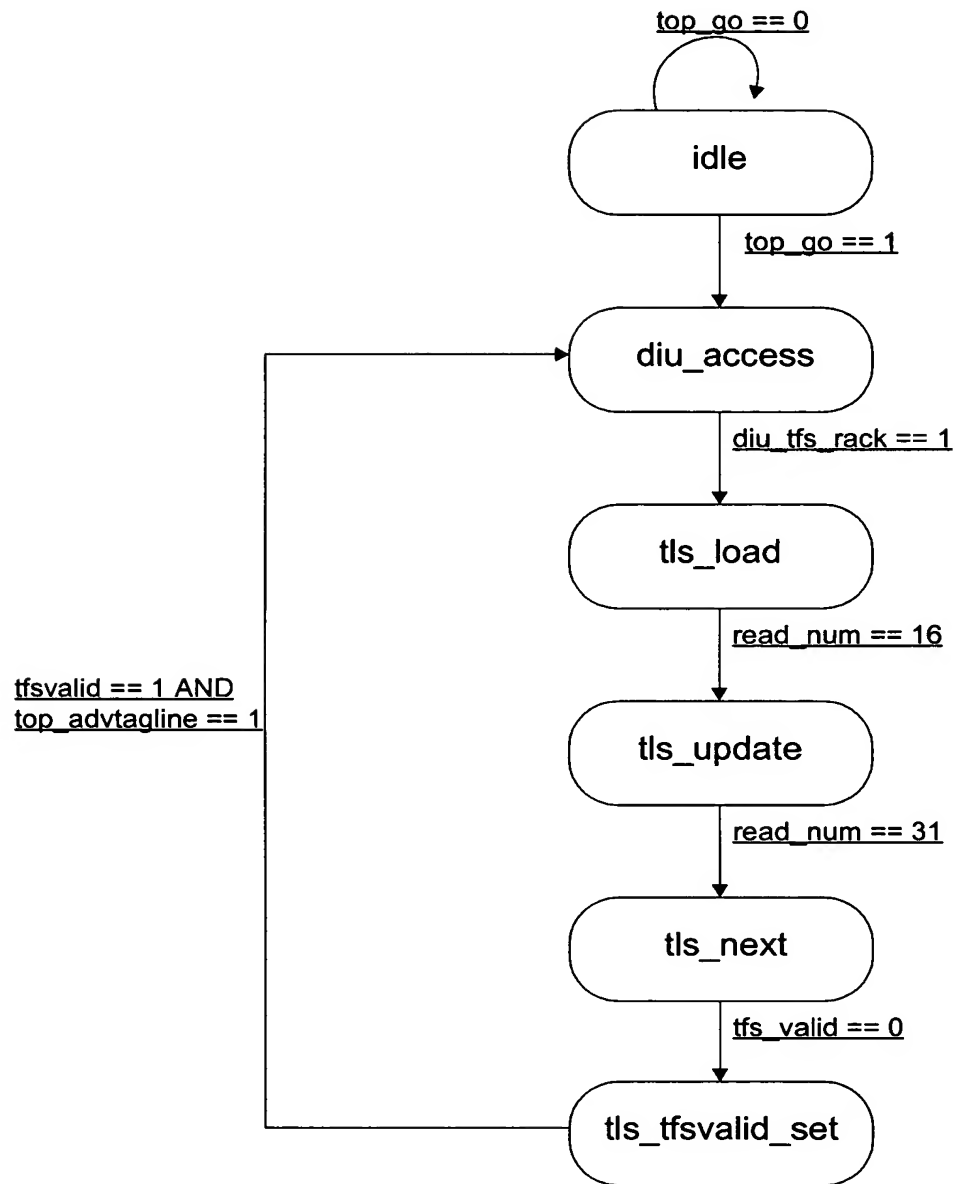 top_go == 0
idle
top_go == 1
diu_access
diu_tfs_rack == 1
tls_load
read_num == 16
tfsvalid == 1 AND
top_advtagline == 1
tls_update
read_num == 31
tls_next
tfs_valid == 0
tls_tfsvalid_set